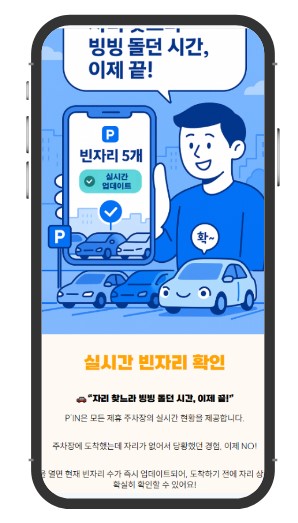 자리 찾느라
빙빙 돌던 시간,
이제 끝!
P
빈자리 5개
실시간
업데이트
확~
P
실시간 빈자리 확인
"자리 찾느라 빙빙 돌던 시간, 이제 끝!"
P'IN은 모든 제휴 주차장의 실시간 현황을 제공합니다.
주차장에 도착했는데 자리가 없어서 당황했던 경험, 이제 NO!
열면 현재 빈자리 수가 즉시 업데이트되어, 도착하기 전에 자리 상
확실히 확인할 수 있어요!